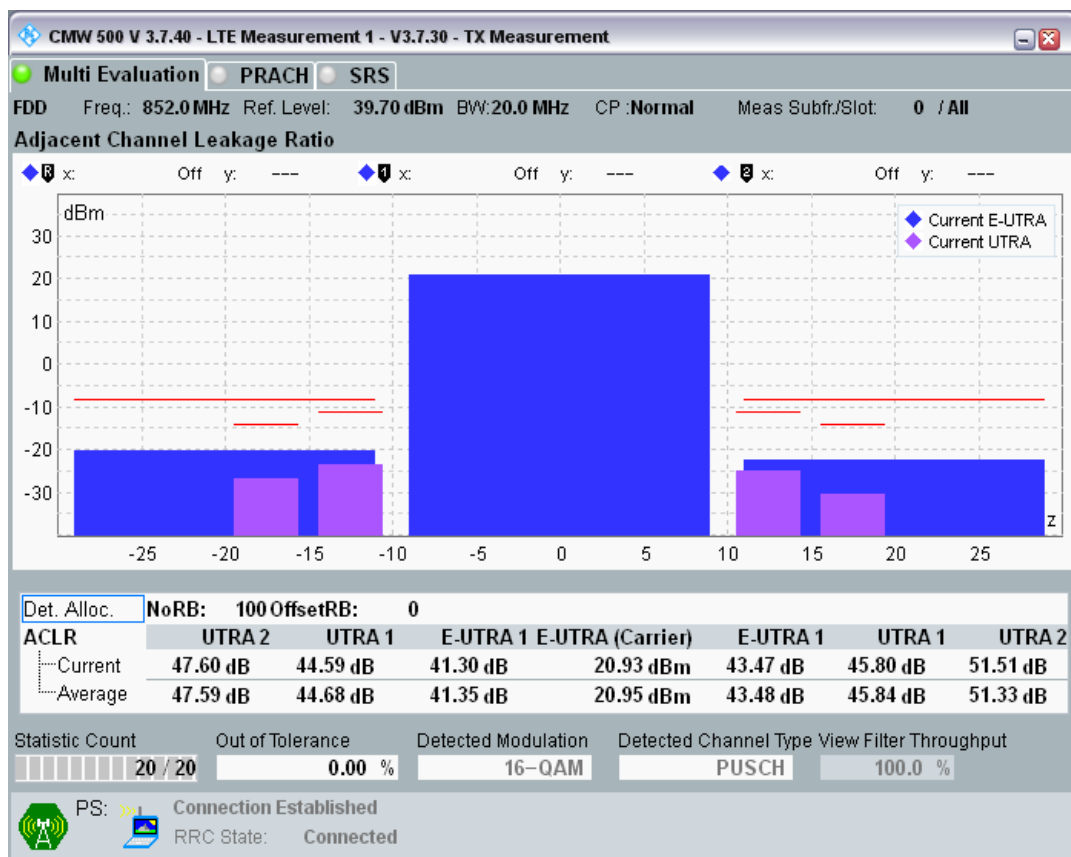 CMW 500 V 3.7.40 - LTE Measurement 1 - V3.7.30 - TX Measurement
Multi Evaluation PRACH SRS
FDD Freq.: 852.0 MHz Ref. Level: 39.70 dBm BW:20.0 MHz CP :Normal Meas Subfr./Slot: 0 / All
Adjacent Channel Leakage Ratio
R x: Off y: --- 1 x: Off y: --- 2 x: Off y: ---
dBm
Current E-UTRA
Current UTRA
30
20
10
0
-10
-20
-30
z
-25 -20 -15 -10 -5 0 5 10 15 20 25
Det. Alloc. NoRB: 100 OffsetRB: 0
ACLR UTRA 2 UTRA 1 E-UTRA 1 E-UTRA (Carrier) E-UTRA 1 UTRA 1 UTRA 2
Current 47.60 dB 44.59 dB 41.30 dB 20.93 dBm 43.47 dB 45.80 dB 51.51 dB
Average 47.59 dB 44.68 dB 41.35 dB 20.95 dBm 43.48 dB 45.84 dB 51.33 dB
Statistic Count Out of Tolerance Detected Modulation Detected Channel Type View Filter Throughput
20 / 20 0.00 % 16-QAM PUSCH 100.0 %
PS: Connection Established
RRC State: Connected